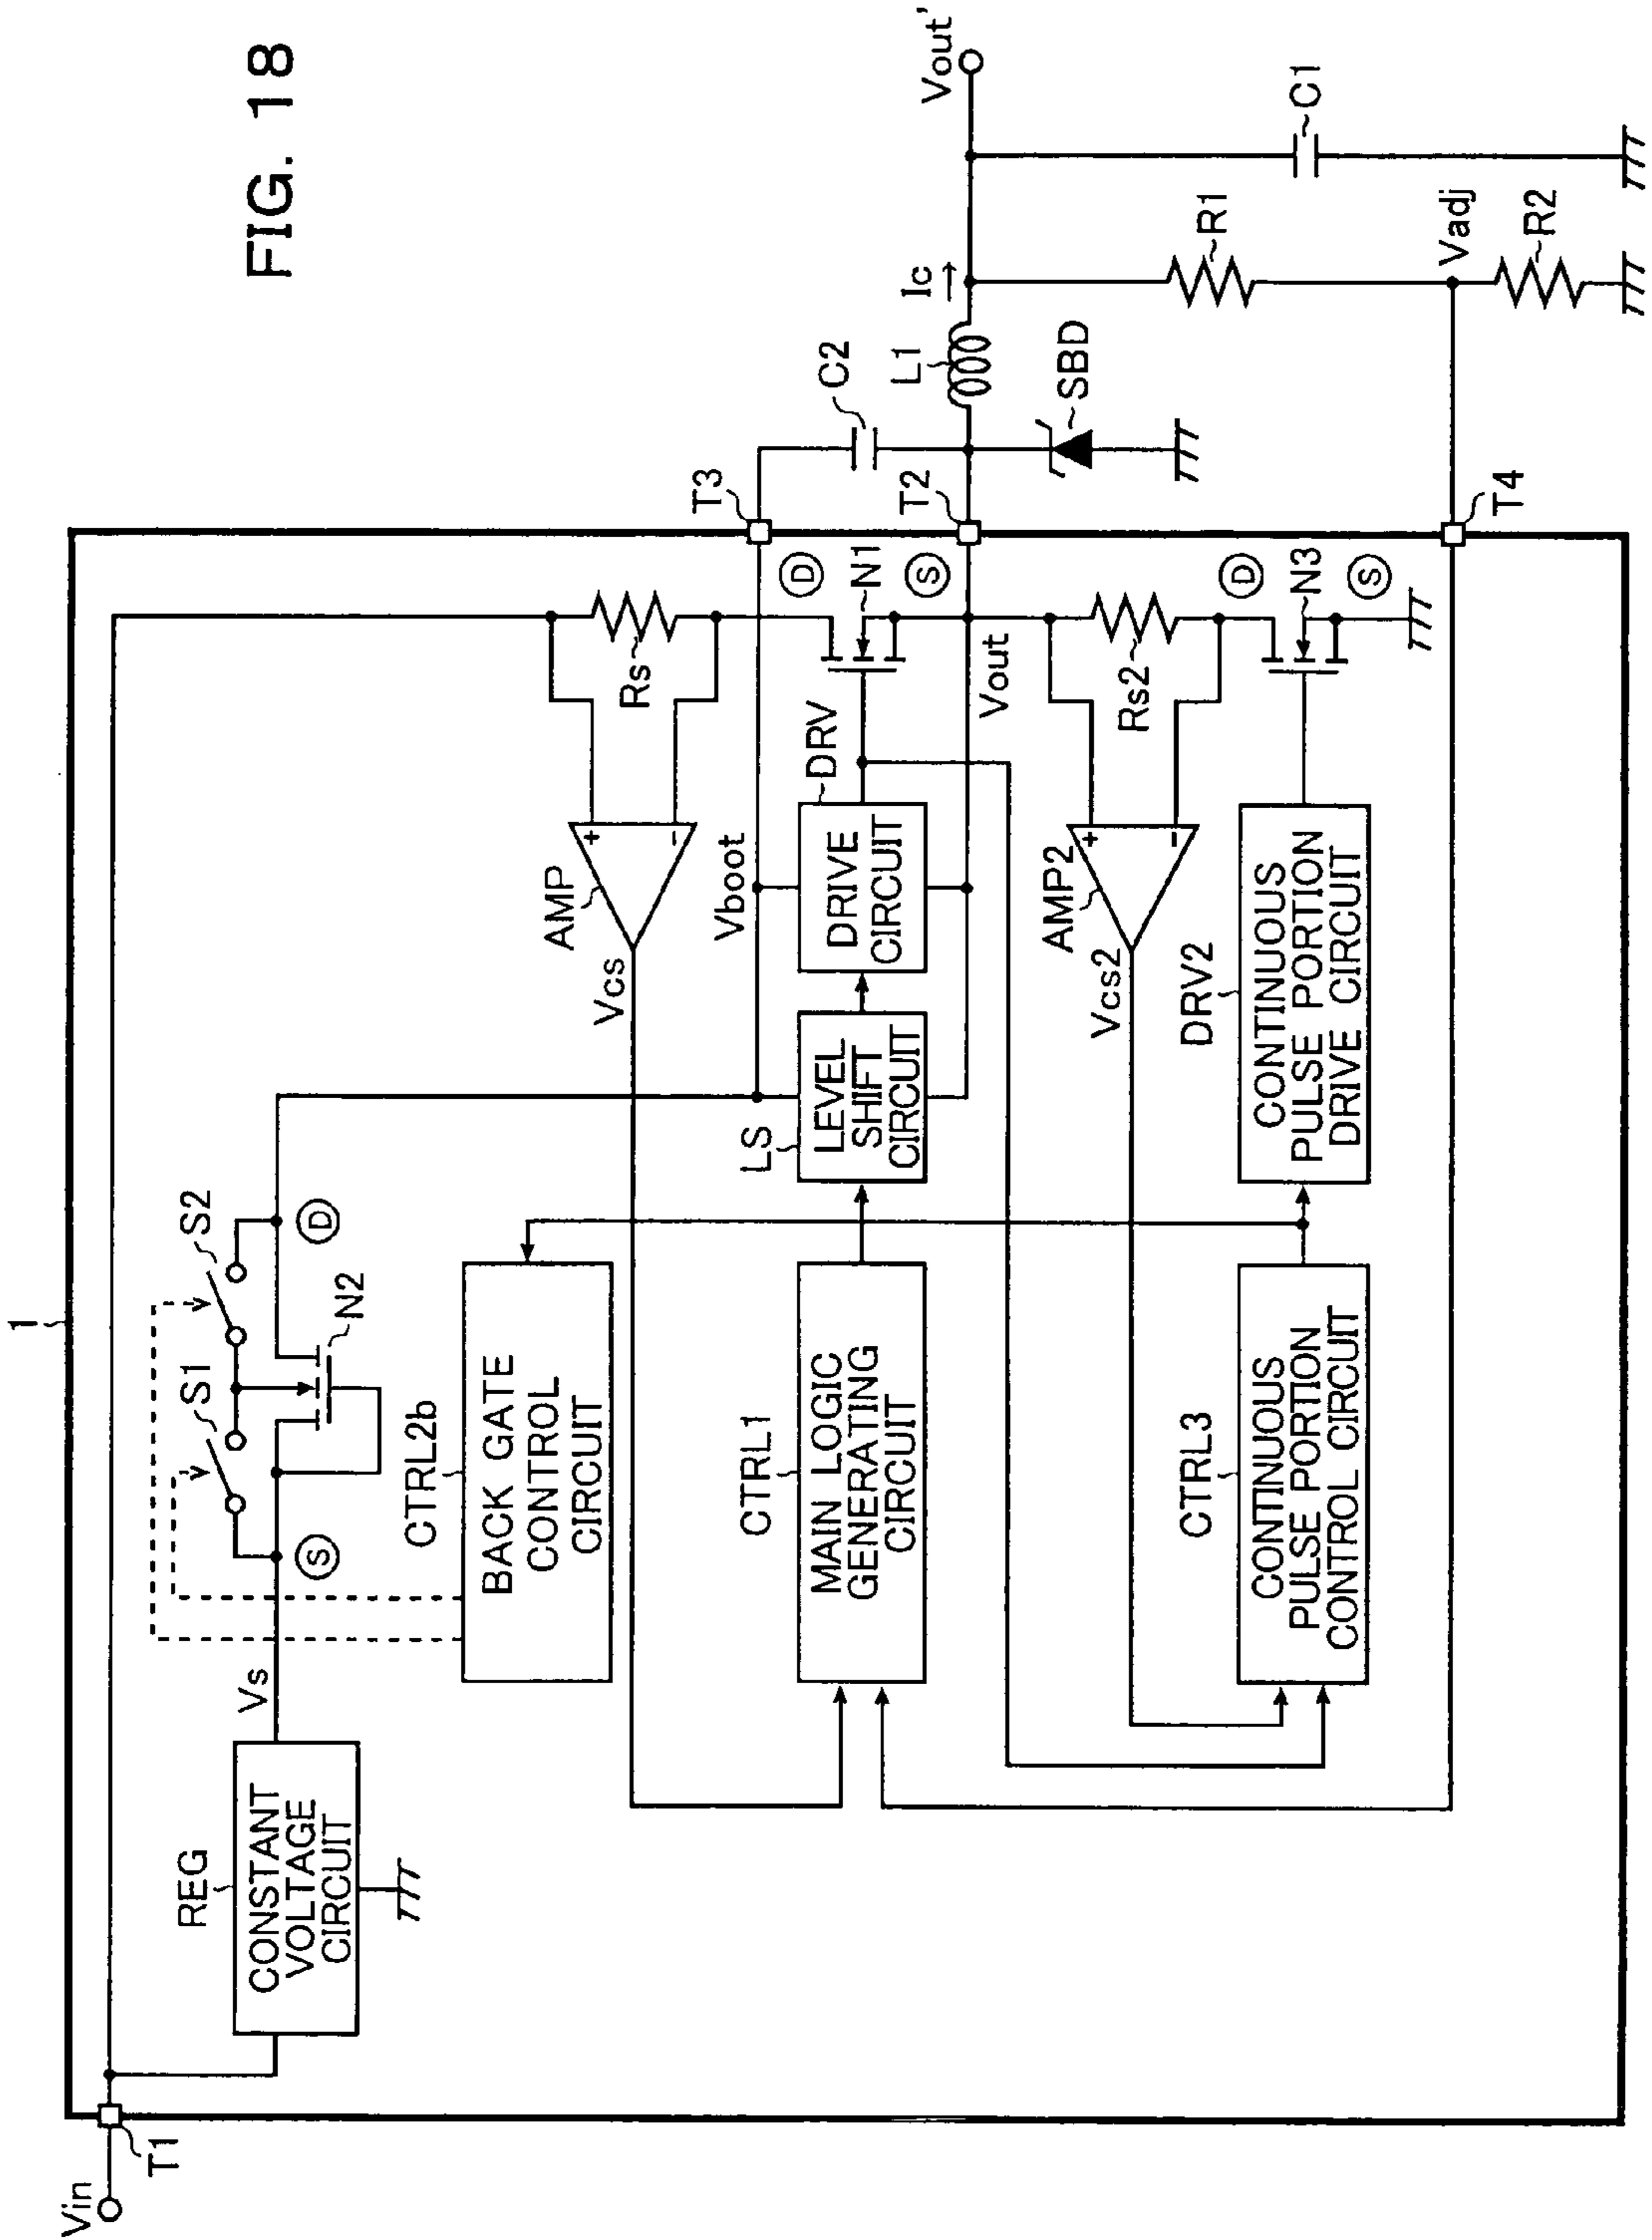 FIG. 18
1
Vin
T1
REG
CONSTANT
VOLTAGE
CIRCUIT
Vs
S1
S2
S
D
N2
CTRL2b
BACK GATE
CONTROL
CIRCUIT
AMP
+
-
Vcs
Rs
Vboot
T3
C2
CTRL1
MAIN LOGIC
GENERATING
CIRCUIT
LS
LEVEL
SHIFT
CIRCUIT
DRV
DRIVE
CIRCUIT
D
N1
S
T2
Vout
L1
Ic
Vout'
SBD
AMP2
+
-
Vcs2
Rs2
CTRL3
CONTINUOUS
PULSE PORTION
CONTROL CIRCUIT
DRV2
CONTINUOUS
PULSE PORTION
DRIVE CIRCUIT
D
N3
S
T4
R1
C1
Vadj
R2